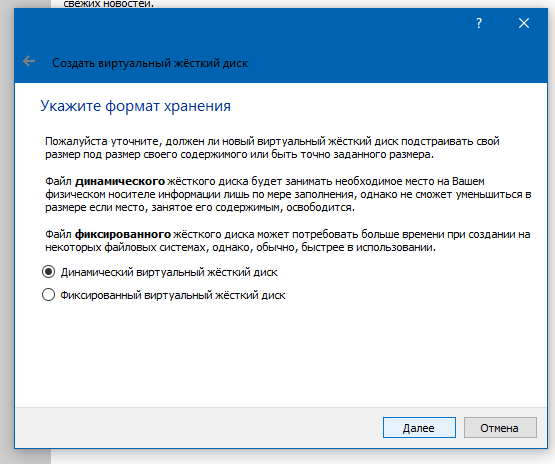 свежих новостей.
?
Создать виртуальный жёсткий диск
Укажите формат хранения
Пожалуйста уточните, должен ли новый виртуальный жёсткий диск подстраивать свой
размер под размер своего содержимого или быть точно заданного размера.
Файл динамического жёсткого диска будет занимать необходимое место на Вашем
физическом носителе информации лишь по мере заполнения, однако не сможет уменьшиться в
размере если место, занятое его содержимым, освободится.
Файл фиксированного жёсткого диска может потребовать больше времени при создании на
некоторых файловых системах, однако, обычно, быстрее в использовании.
Динамический виртуальный жёсткий диск
Фиксированный виртуальный жёсткий диск
Далее
Отмена